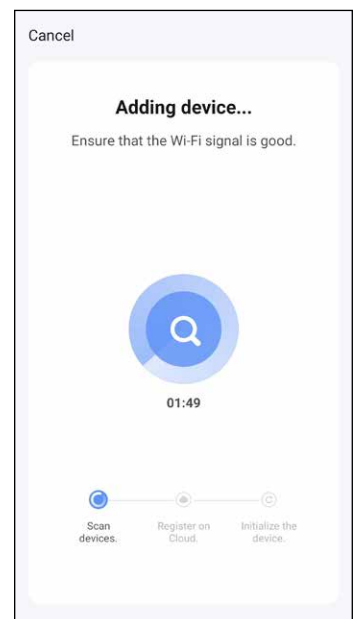 Cancel
Adding device...
Ensure that the Wi-Fi signal is good.
01:49
Scan
devices.
Register on
Cloud.
Initialize the
device.